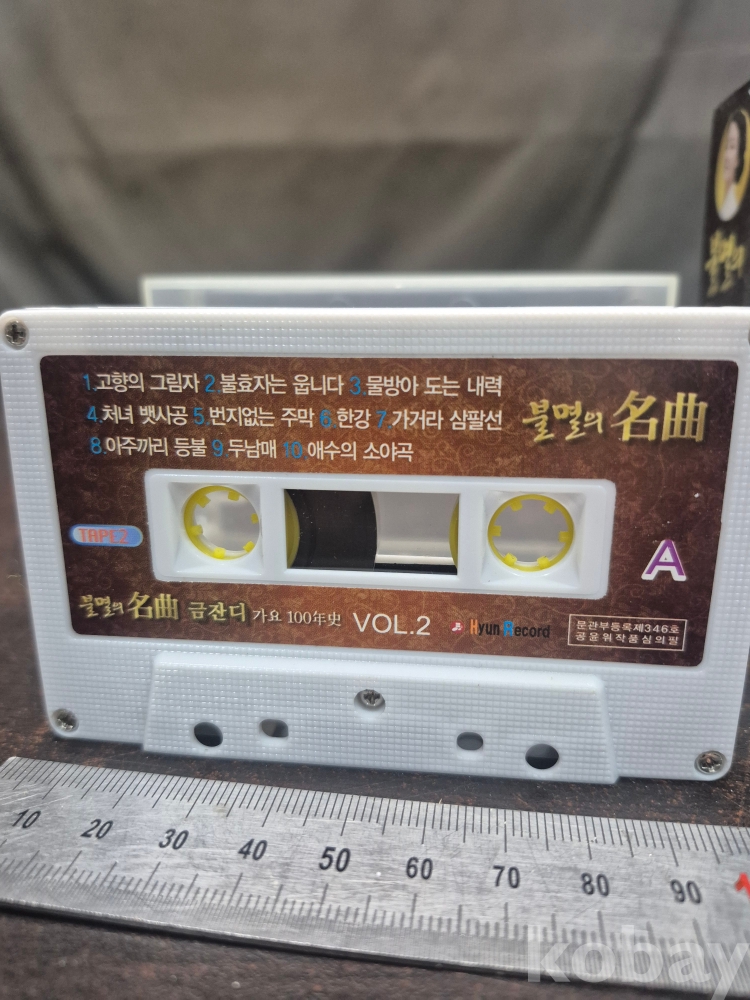 1.고향의 그림자 2.불효자는 웁니다 3.물방아 도는 내력
4.처녀 뱃사공 5.번지없는 주막 6.한강 7.가거라 삼팔선
8.아주까리 등불 9.두남매 10.애수의 소야곡
불멸의 名曲
TAPE2
A
불멸의 名曲 금잔디 가요 100年史 VOL.2
Hyun Record
문관부등록제346호
공윤위작품심의필
불멸의
10 20 30 40 50 60 70 80 90
kobay